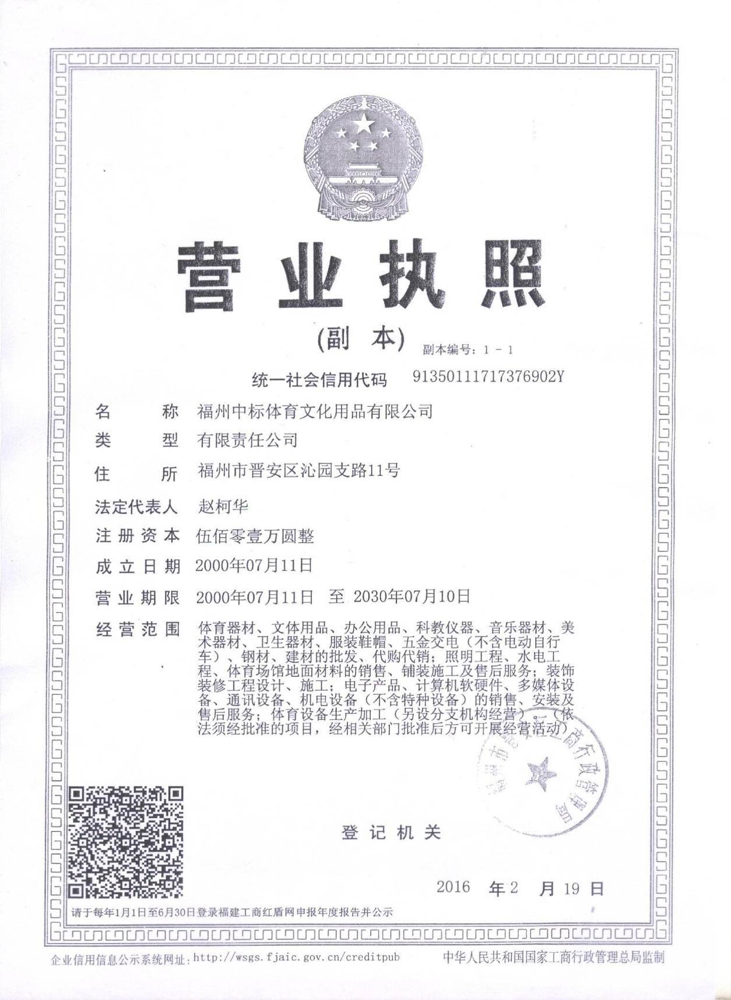 营业执照
(副 本) 副本编号：1 - 1
统一社会信用代码 91350111717376902Y
名 称 福州中标体育文化用品有限公司
类 型 有限责任公司
住 所 福州市晋安区沁园支路11号
法定代表人 赵柯华
注册资本 伍佰零壹万圆整
成立日期 2000年07月11日
营业期限 2000年07月11日 至 2030年07月10日
经营范围 体育器材、文体用品、办公用品、科教仪器、音乐器材、美
术器材、卫生器材、服装鞋帽、五金交电（不含电动自行
车）、钢材、建材的批发、代购代销；照明工程、水电工
程、体育场馆地面材料的销售、铺装施工及售后服务；装饰
装修工程设计、施工；电子产品、计算机软硬件、多媒体设
备、通讯设备、机电设备（不含特种设备）的销售、安装及
售后服务；体育设备生产加工（另设分支机构经营）。（依
法须经批准的项目，经相关部门批准后方可开展经营活动）
登记机关
2016 年 2 月 19 日
请于每年1月1日至6月30日登录福建工商红盾网申报年度报告并公示
企业信用信息公示系统网址：http://wsgs.fjaic.gov.cn/creditpub 中华人民共和国国家工商行政管理总局监制